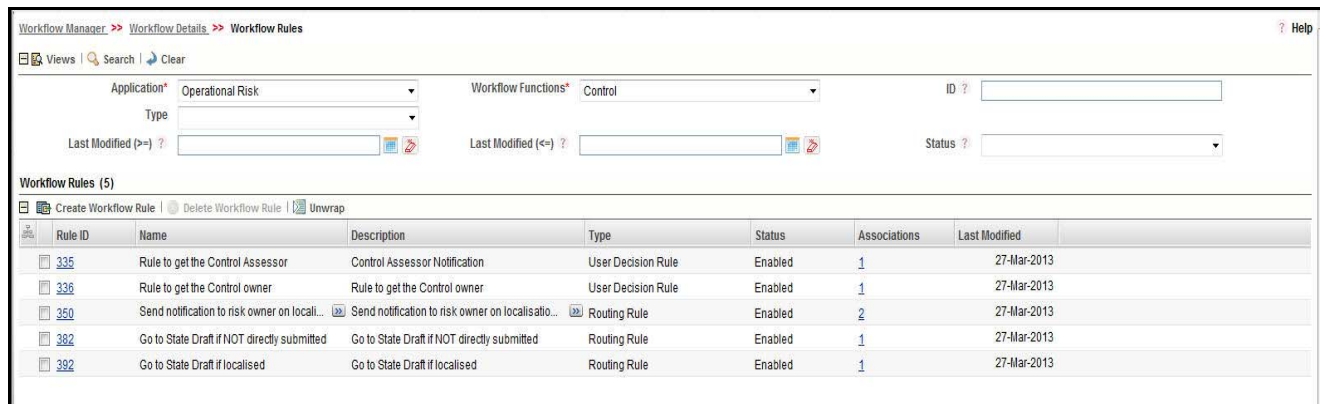 Workflow Manager >> Workflow Details >> Workflow Rules ? Help
Views | Search | Clear
Application* Operational Risk Workflow Functions* Control ID ?
Type
Last Modified (>=) ? Last Modified (<=) ? Status ?
Workflow Rules (5)
Create Workflow Rule | Delete Workflow Rule | Unwrap
Rule ID Name Description Type Status Associations Last Modified
335 Rule to get the Control Assessor Control Assessor Notification User Decision Rule Enabled 1 27-Mar-2013
336 Rule to get the Control owner Rule to get the Control owner User Decision Rule Enabled 1 27-Mar-2013
350 Send notification to risk owner on locali... Send notification to risk owner on localisatio... Routing Rule Enabled 2 27-Mar-2013
382 Go to State Draft if NOT directly submitted Go to State Draft if NOT directly submitted Routing Rule Enabled 1 27-Mar-2013
392 Go to State Draft if localised Go to State Draft if localised Routing Rule Enabled 1 27-Mar-2013